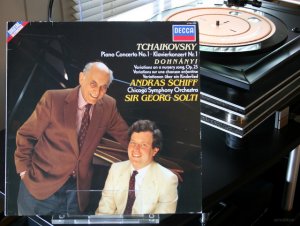 DECCA
TCHAIKOVSKY
Piano Concerto No.1 · Klavierkonzert Nr.1
DOHNÁNYI
Variations on a nursery song, Op.25
Variations sur une chanson enfantine
Variationen über ein Kinderlied
ANDRAS SCHIFF
Chicago Symphony Orchestra
SIR GEORG SOLTI